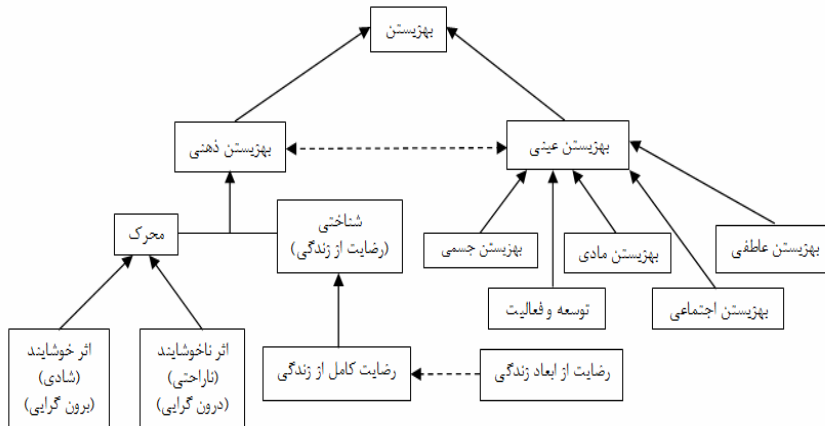 بهزیستن
بهزیستن عینی
بهزیستن ذهنی
شناختی
(رضایت از زندگی)
محرک
بهزیستن عاطفی
بهزیستن مادی
بهزیستن جسمی
بهزیستن اجتماعی
توسعه و فعالیت
رضایت از ابعاد زندگی
رضایت کامل از زندگی
اثر ناخوشایند
(ناراحتی)
(درون گرایی)
اثر خوشایند
(شادی)
(برون گرایی)